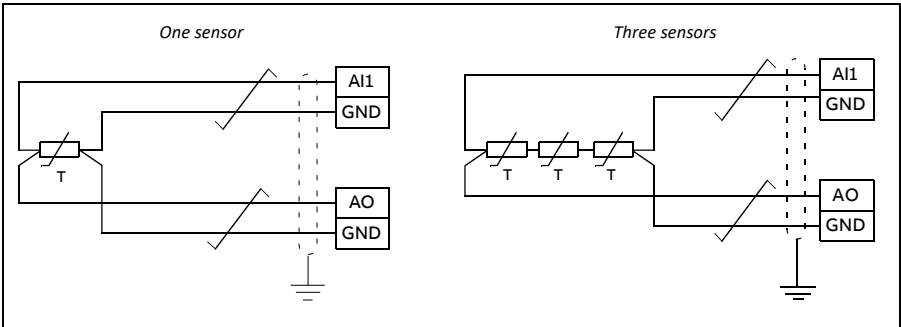 One sensor
Three sensors
AI1
GND
T
AO
GND
AI1
GND
T T T
AO
GND